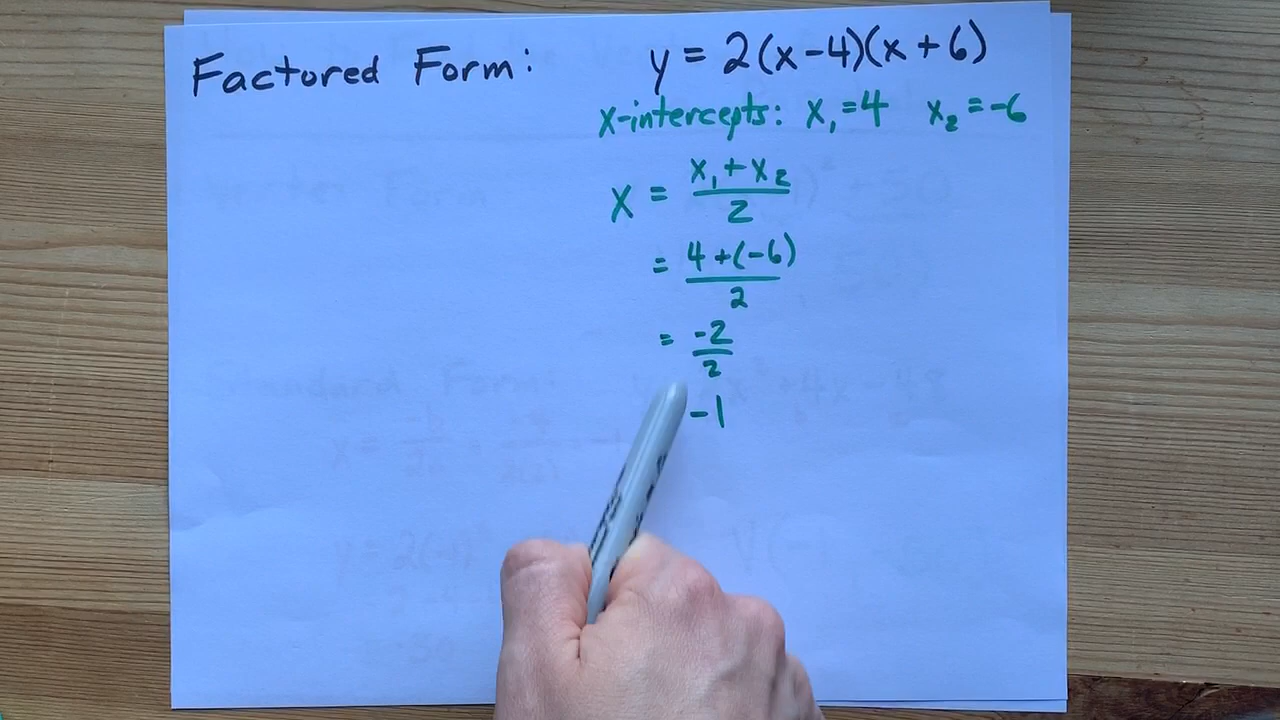 Factored Form: y = 2(x-4)(x+6)
x-intercepts: x₁=4 x₂=-6
x = x₁+x₂/2
= 4+(-6)/2
= -2/2
-1